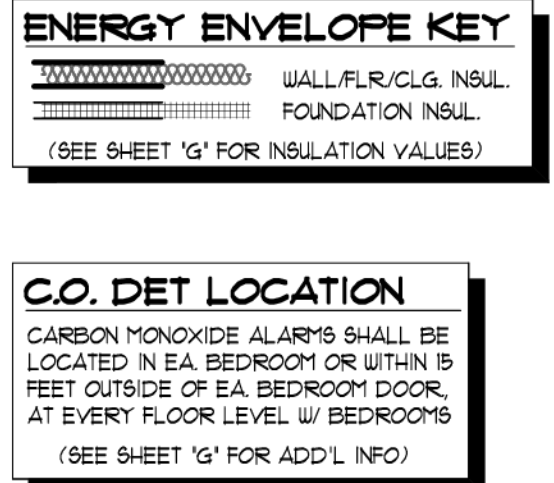 ENERGY ENVELOPE KEY
WALL/FLR./CLG. INSUL.
FOUNDATION INSUL.
(SEE SHEET "G" FOR INSULATION VALUES)
C.O. DET LOCATION
CARBON MONOXIDE ALARMS SHALL BE
LOCATED IN EA. BEDROOM OR WITHIN 15
FEET OUTSIDE OF EA. BEDROOM DOOR,
AT EVERY FLOOR LEVEL W/ BEDROOMS
(SEE SHEET "G" FOR ADD'L INFO)